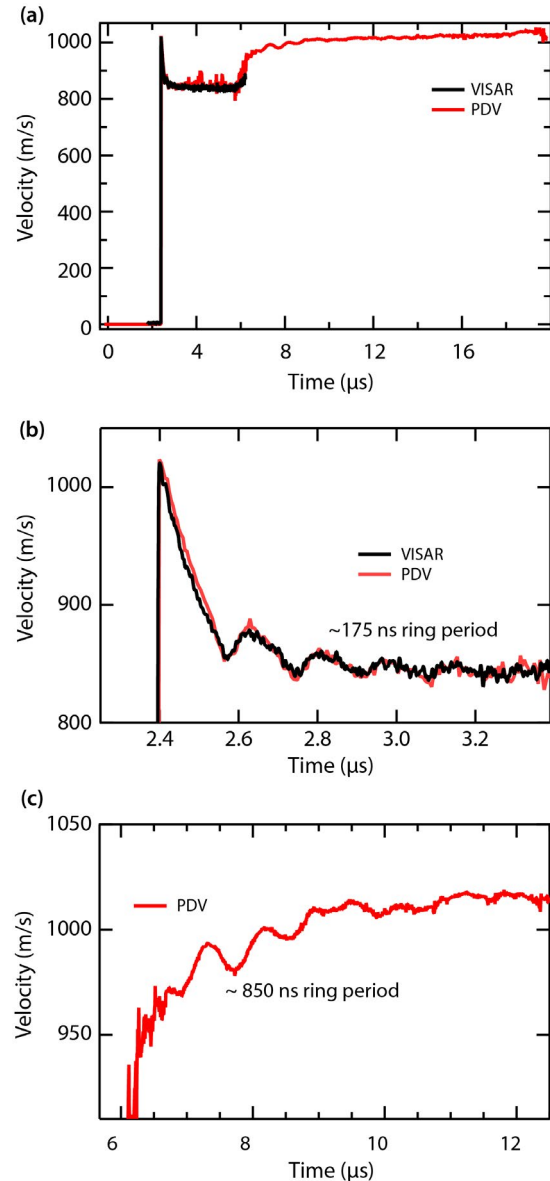 (a)
1000
800
600
400
200
0
Velocity (m/s)
VISAR
PDV
0 4 8 12 16
Time (μs)
(b)
1000
900
800
Velocity (m/s)
VISAR
PDV
~175 ns ring period
2.4 2.6 2.8 3.0 3.2
Time (μs)
(c)
1050
1000
950
Velocity (m/s)
PDV
~ 850 ns ring period
6 8 10 12
Time (μs)